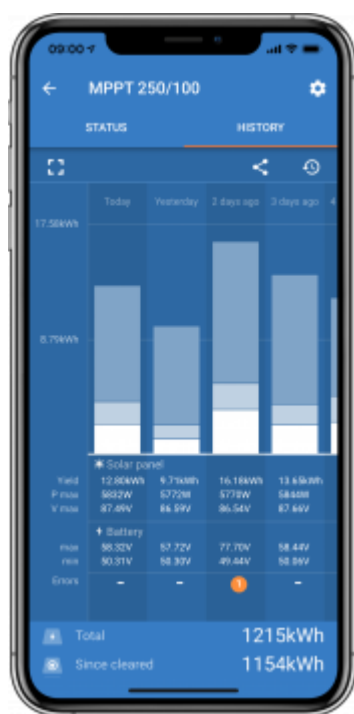 09:00
MPPT 250/100
STATUS HISTORY
Today Yesterday 2 days ago 3 days ago 4
17.58kWh
8.79kWh
Solar panel
Yield 12.80kWh 9.71kWh 16.18kWh 13.65kWh
P max 5832W 5772W 5770W 5844W
V max 87.49V 86.59V 86.54V 87.66V
Battery
max 58.32V 57.72V 77.70V 58.44V
min 50.31V 50.30V 49.44V 50.06V
Errors – – 1 –
Total 1215kWh
Since cleared 1154kWh